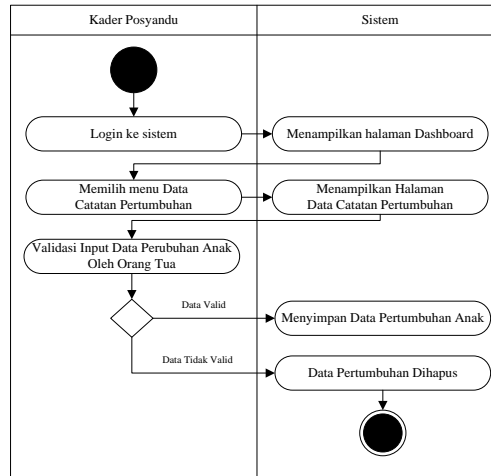 Kader Posyandu
Sistem
Login ke sistem
Menampilkan halaman Dashboard
Memilih menu Data
Catatan Pertumbuhan
Menampilkan Halaman
Data Catatan Pertumbuhan
Validasi Input Data Perubuhan Anak
Oleh Orang Tua
Data Valid
Menyimpan Data Pertumbuhan Anak
Data Tidak Valid
Data Pertumbuhan Dihapus